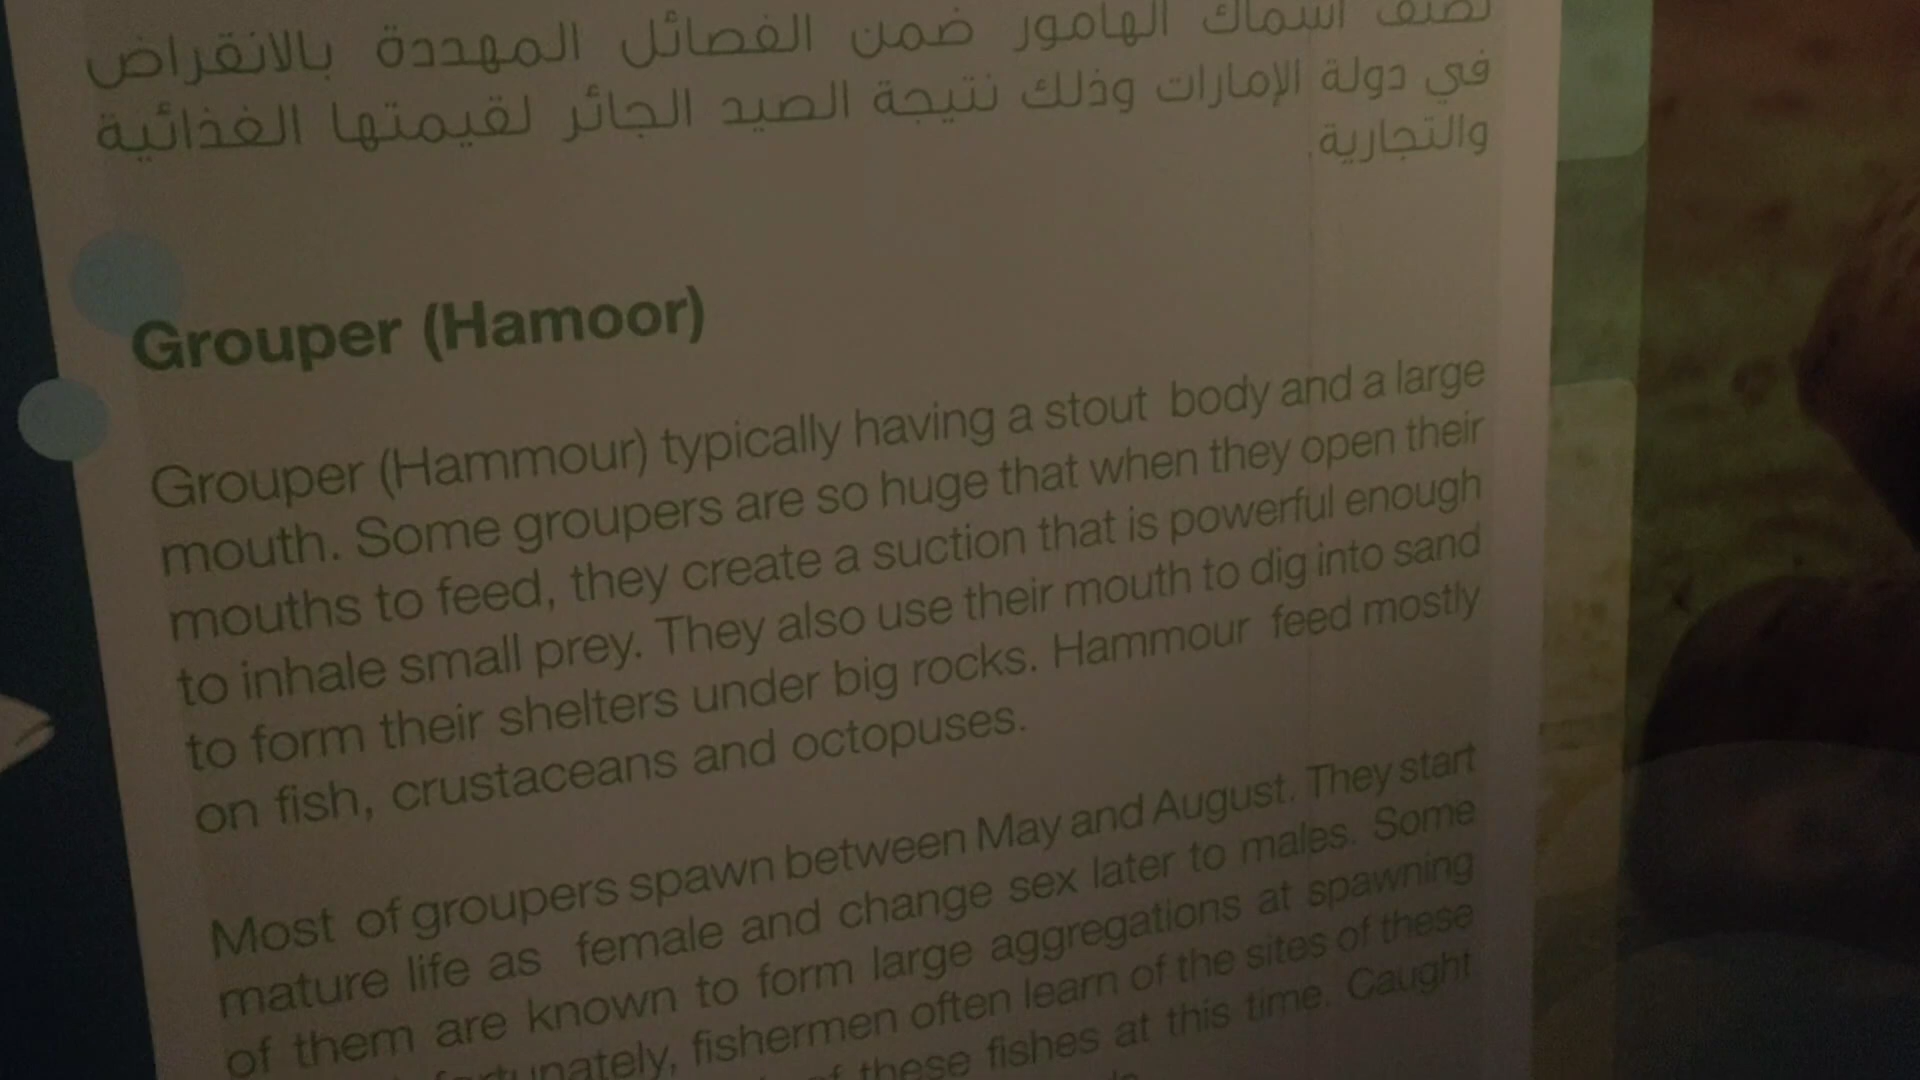 تصنف أسماك الهامور ضمن الفصائل المهددة بالانقراض
في دولة الإمارات وذلك نتيجة الصيد الجائر لقيمتها الغذائية
والتجارية.
Grouper (Hamoor)
Grouper (Hammour) typically having a stout body and a large
mouth. Some groupers are so huge that when they open their
mouths to feed, they create a suction that is powerful enough
to inhale small prey. They also use their mouth to dig into sand
to form their shelters under big rocks. Hammour feed mostly
on fish, crustaceans and octopuses.
Most of groupers spawn between May and August. They start
mature life as female and change sex later to males. Some
of them are known to form large aggregations at spawning
fishermen often learn of the sites of these
these fishes at this time. Caught